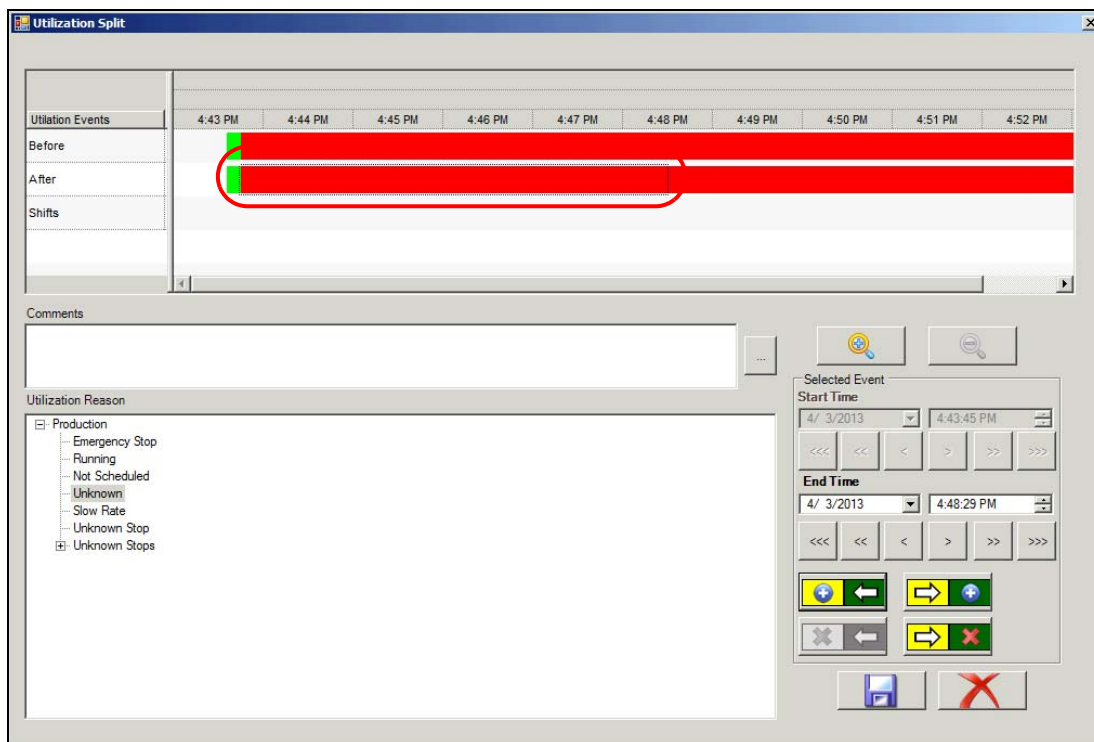 Utilization Split
Utilation Events 4:43 PM 4:44 PM 4:45 PM 4:46 PM 4:47 PM 4:48 PM 4:49 PM 4:50 PM 4:51 PM 4:52 PM
Before
After
Shifts
Comments
...
Utilization Reason
Production
Emergency Stop
Running
Not Scheduled
Unknown
Slow Rate
Unknown Stop
Unknown Stops
Selected Event
Start Time
4/ 3/2013 4:43:45 PM
<<< << < > >> >>>
End Time
4/ 3/2013 4:48:29 PM
<<< << < > >> >>>